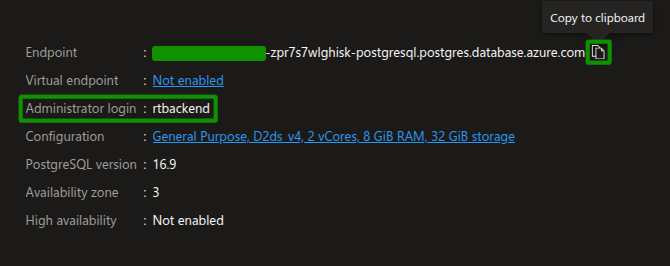 Copy to clipboard
Endpoint : -zpr7s7wlghisk-postgresql.postgres.database.azure.com
Virtual endpoint : Not enabled
Administrator login : rtbackend
Configuration : General Purpose, D2ds_v4, 2 vCores, 8 GiB RAM, 32 GiB storage
PostgreSQL version : 16.9
Availability zone : 3
High availability : Not enabled